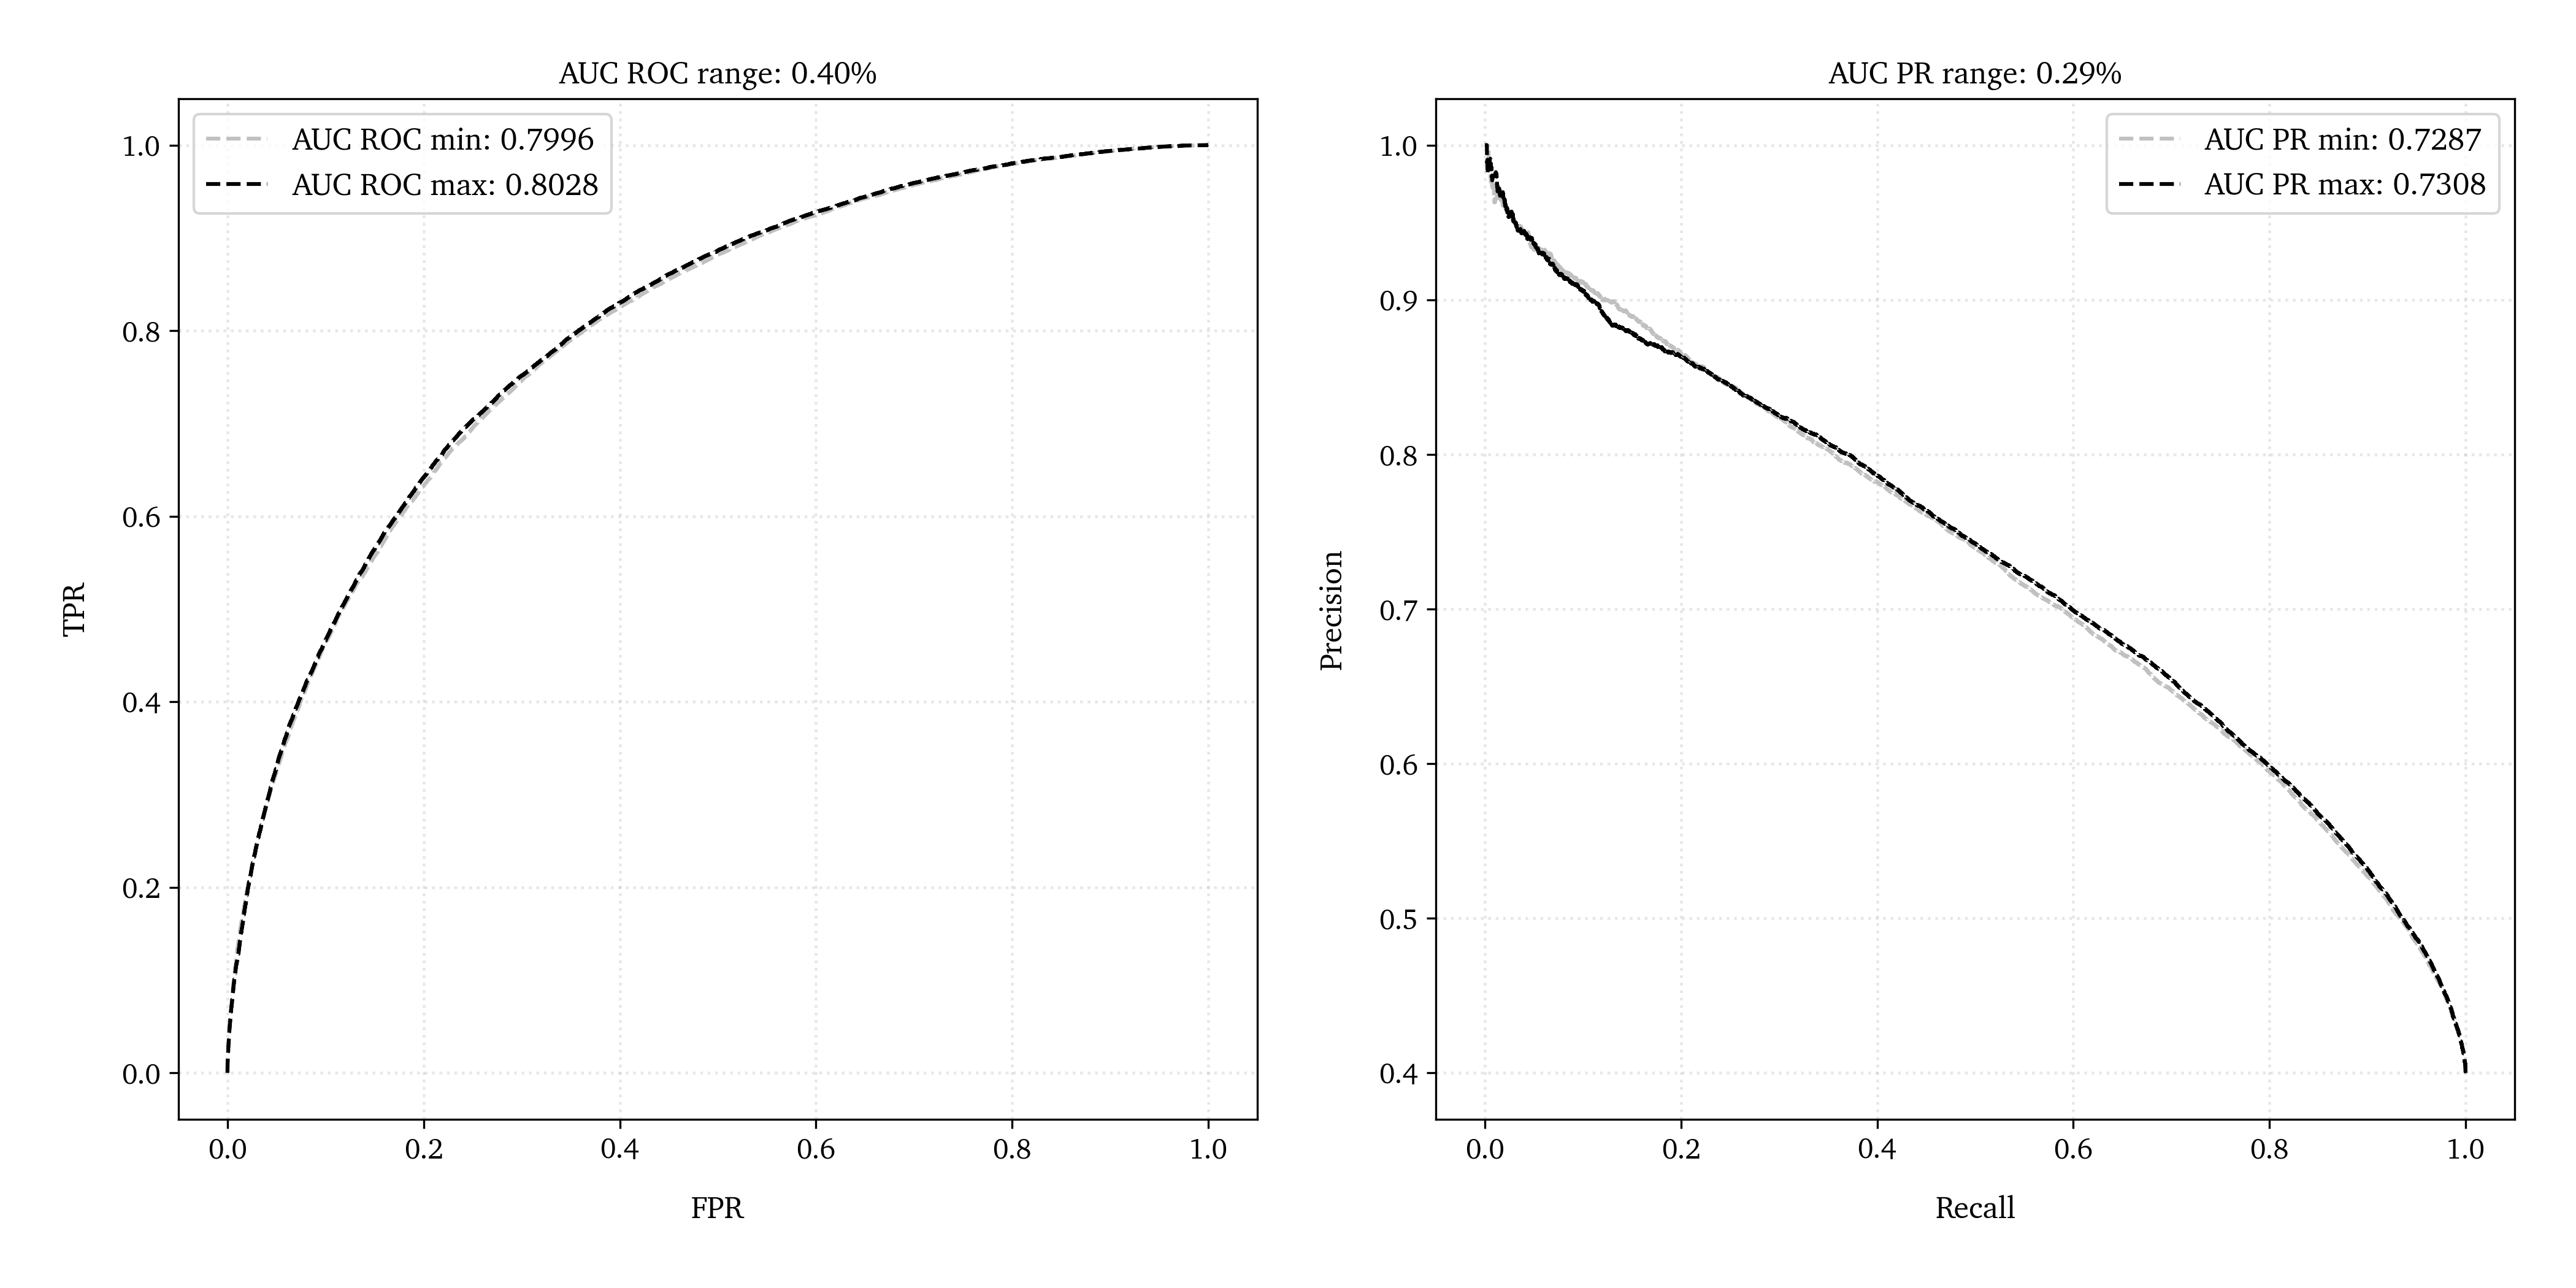 AUC ROC range: 0.40%
AUC ROC min: 0.7996
AUC ROC max: 0.8028
1.0
0.8
0.6
0.4
0.2
0.0
TPR
0.0 0.2 0.4 0.6 0.8 1.0
FPR
AUC PR range: 0.29%
AUC PR min: 0.7287
AUC PR max: 0.7308
1.0
0.9
0.8
0.7
0.6
0.5
0.4
Precision
0.0 0.2 0.4 0.6 0.8 1.0
Recall